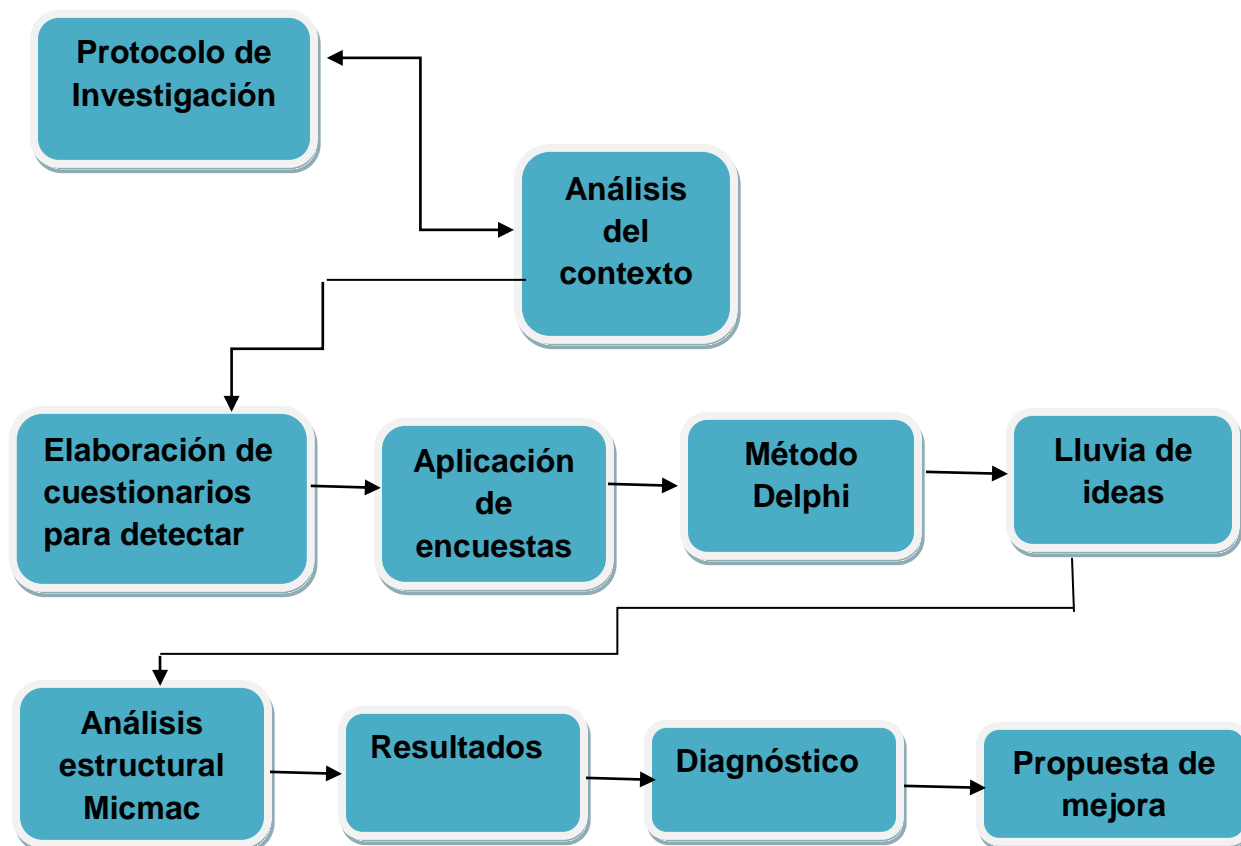 Protocolo de
Investigación
Análisis
del
contexto
Elaboración de
cuestionarios
para detectar
Aplicación
de
encuestas
Método
Delphi
Lluvia de
ideas
Análisis
estructural
Micmac
Resultados
Diagnóstico
Propuesta de
mejora